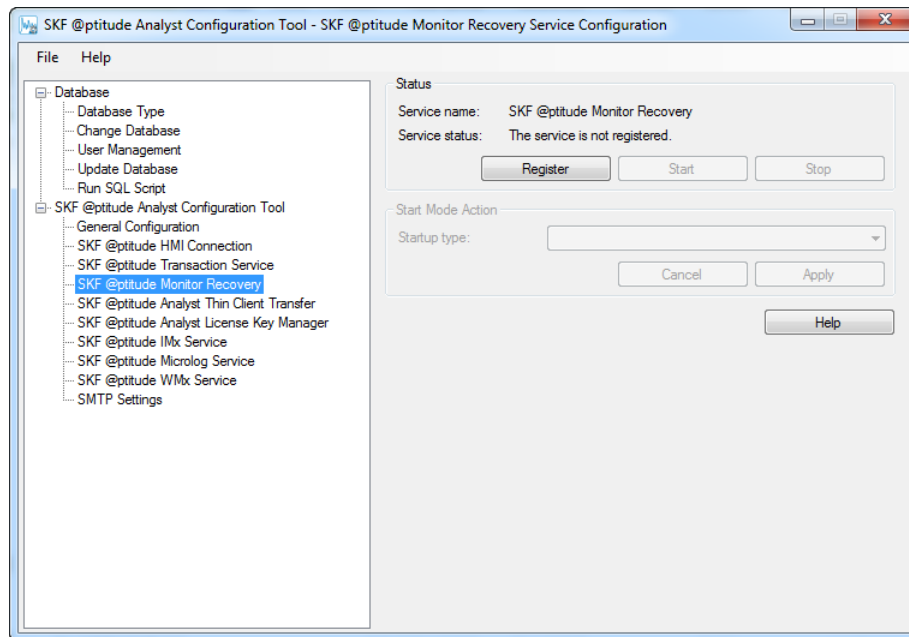 SKF @ptitude Analyst Configuration Tool - SKF @ptitude Monitor Recovery Service Configuration
File Help
Database
Database Type
Change Database
User Management
Update Database
Run SQL Script
SKF @ptitude Analyst Configuration Tool
General Configuration
SKF @ptitude HMI Connection
SKF @ptitude Transaction Service
SKF @ptitude Monitor Recovery
SKF @ptitude Analyst Thin Client Transfer
SKF @ptitude Analyst License Key Manager
SKF @ptitude IMx Service
SKF @ptitude Microlog Service
SKF @ptitude WMx Service
SMTP Settings
Status
Service name: SKF @ptitude Monitor Recovery
Service status: The service is not registered.
Register Start Stop
Start Mode Action
Startup type:
Cancel Apply
Help